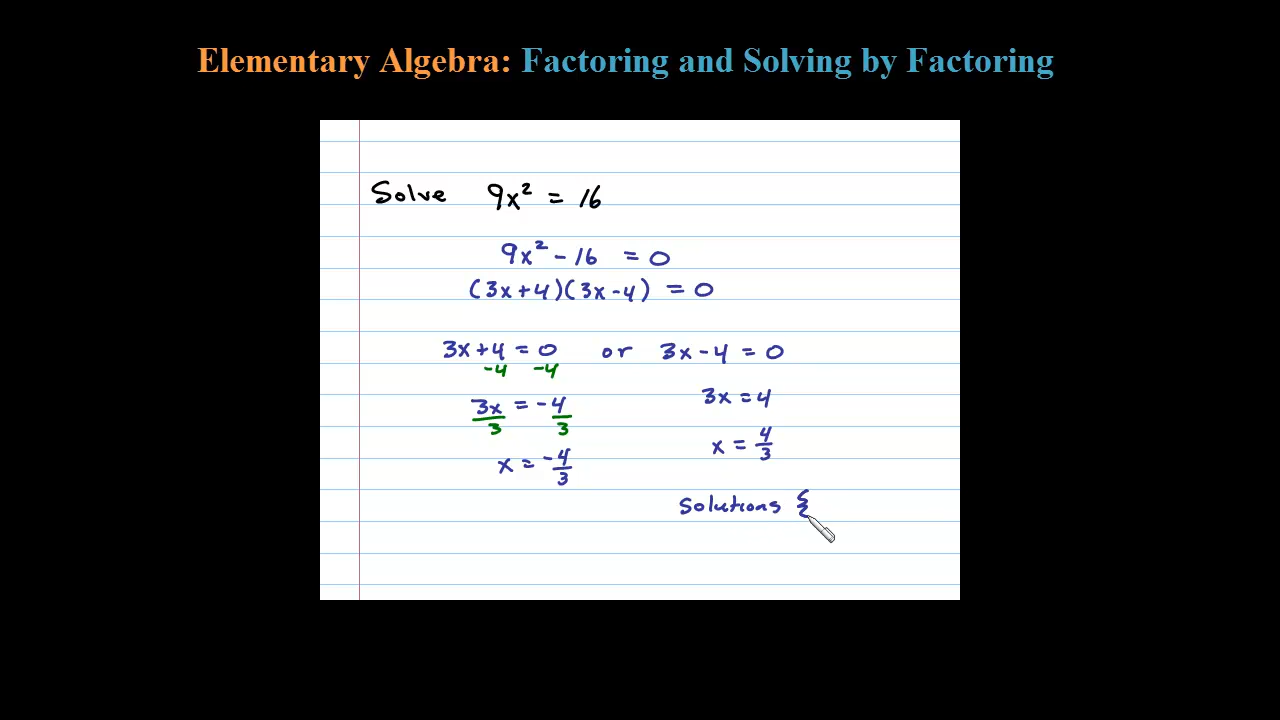 Elementary Algebra: Factoring and Solving by Factoring
Solve 9x² = 16
9x² - 16 = 0
(3x+4)(3x-4) = 0
3x+4 = 0 or 3x-4 = 0
-4 -4
3x = -4
3 3
3x = 4
x = 4/3
x = -4/3
Solutions {